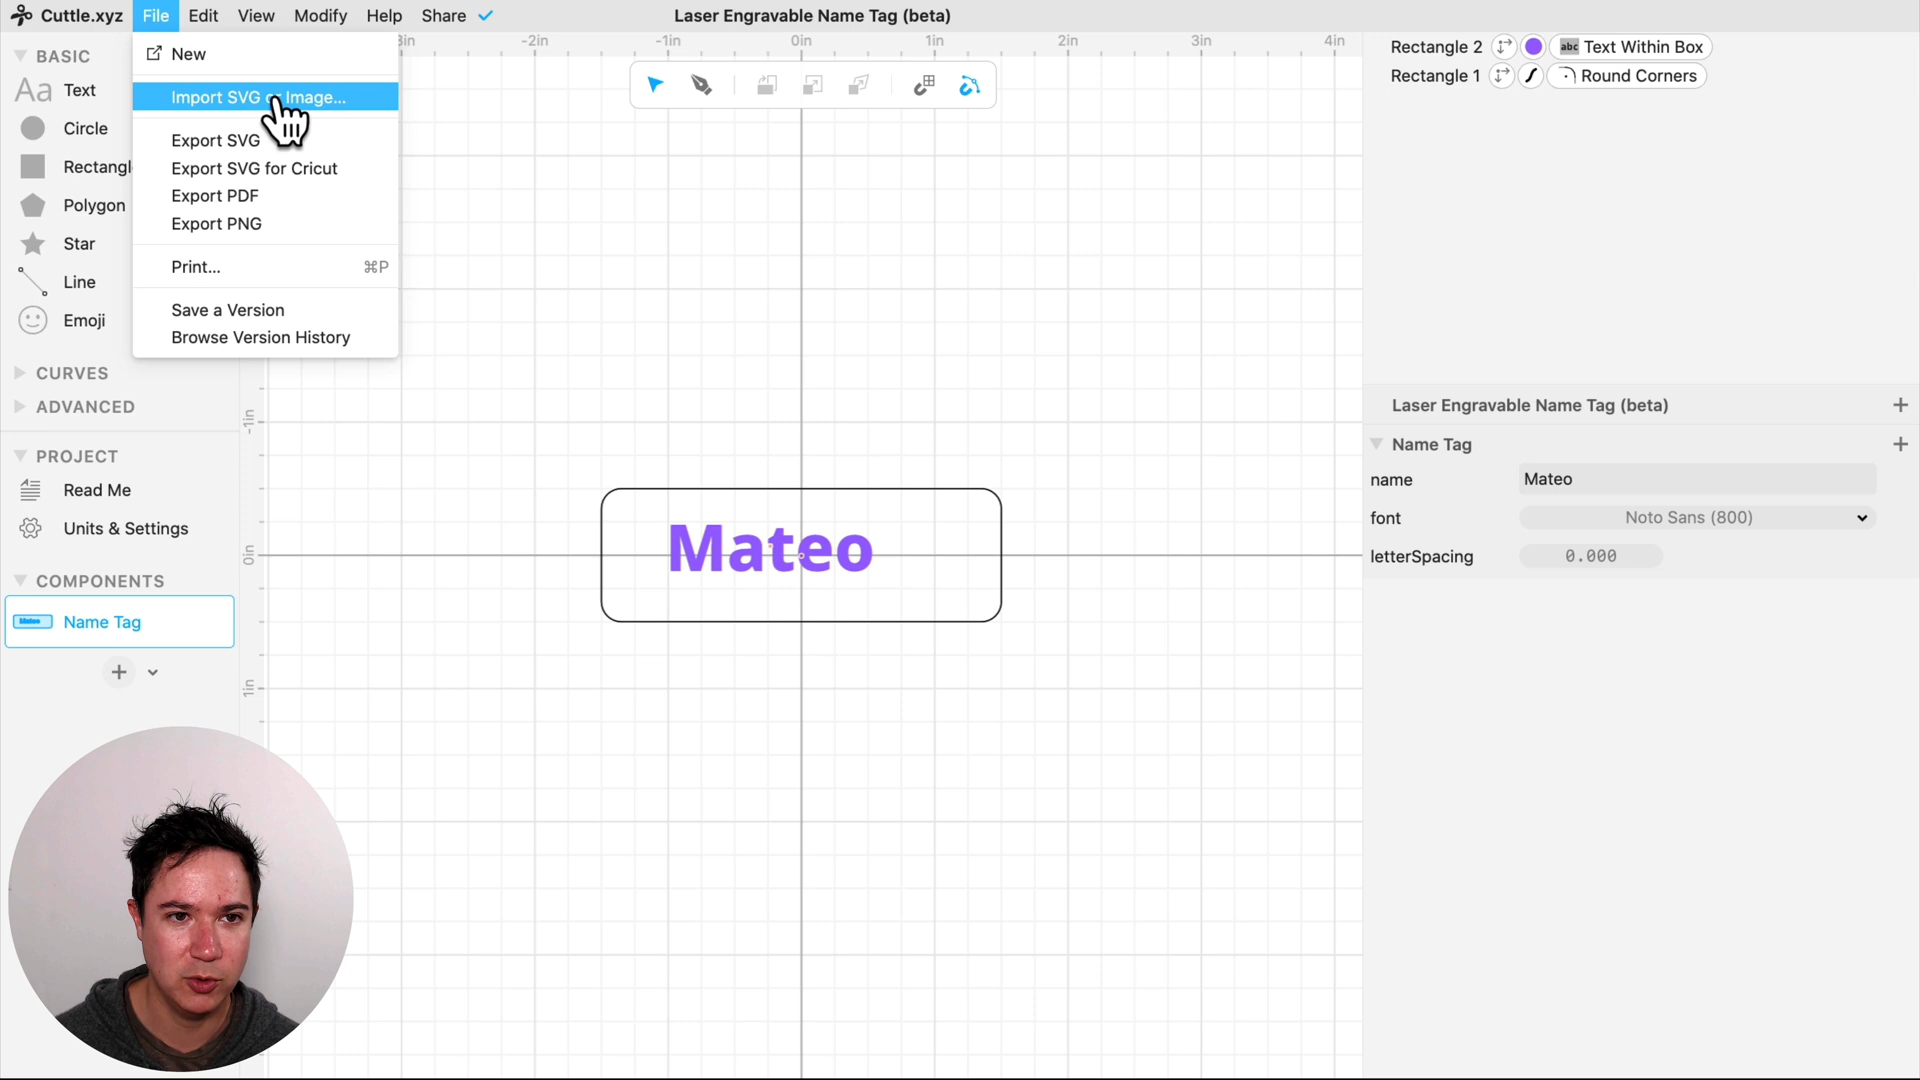 Cuttle.xyz File Edit View Modify Help Share
Laser Engravable Name Tag (beta)
BASIC
Text
Circle
Rectangl
Polygon
Star
Line
Emoji
CURVES
ADVANCED
PROJECT
Read Me
Units & Settings
COMPONENTS
Mateo
Name Tag
New
Import SVG or Image...
Export SVG
Export SVG for Cricut
Export PDF
Export PNG
Print... ⌘P
Save a Version
Browse Version History
3in -2in -1in 0in 1in 2in 3in 4in
-1in
0in
1in
Mateo
Rectangle 2 abc Text Within Box
Rectangle 1 Round Corners
Laser Engravable Name Tag (beta)
Name Tag
name Mateo
font Noto Sans (800)
letterSpacing 0.000